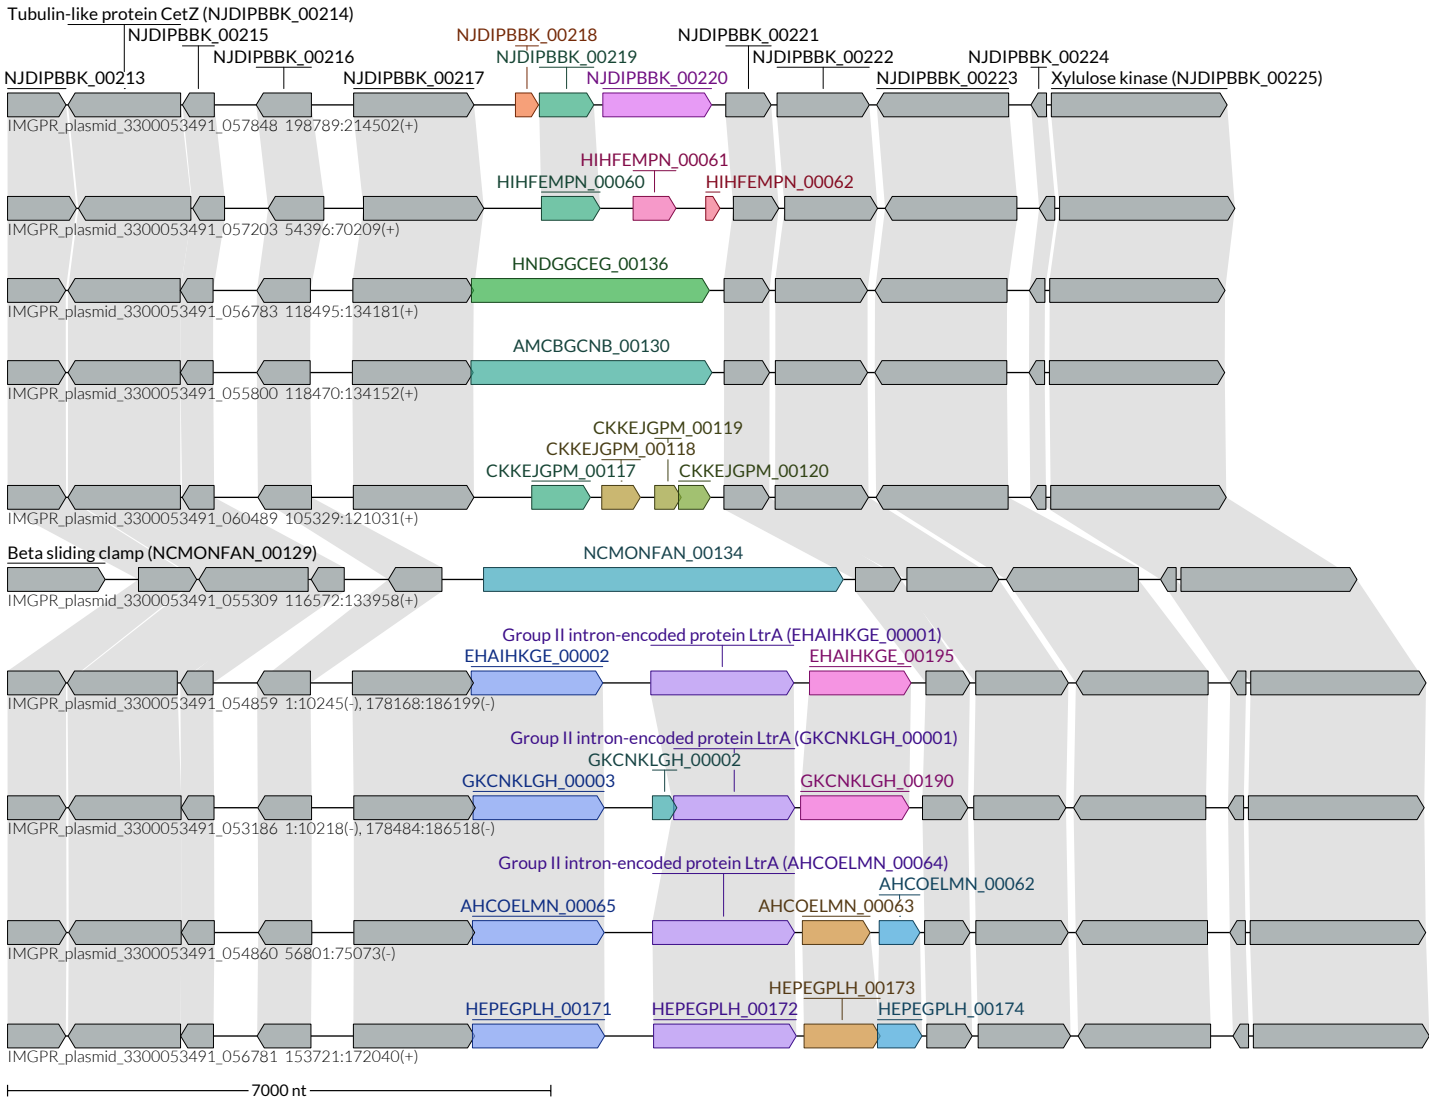 Tubulin-like protein CetZ (NJDIPBBK_00214)
NJDIPBBK_00215 NJDIPBBK_00218 NJDIPBBK_00221
NJDIPBBK_00216 NJDIPBBK_00219 NJDIPBBK_00222 NJDIPBBK_00224
NJDIPBBK_00213 NJDIPBBK_00217 NJDIPBBK_00220 NJDIPBBK_00223 Xylulose kinase (NJDIPBBK_00225)
IMGPR_plasmid_3300053491_057848 198789:214502(+)
HIHFEMPN_00061
HIHFEMPN_00060 HIHFEMPN_00062
IMGPR_plasmid_3300053491_057203 54396:70209(+)
HNDGGCEG_00136
IMGPR_plasmid_3300053491_056783 118495:134181(+)
AMCBGCNB_00130
IMGPR_plasmid_3300053491_055800 118470:134152(+)
CKKEJGPM_00119
CKKEJGPM_00118
CKKEJGPM_00117 CKKEJGPM_00120
IMGPR_plasmid_3300053491_060489 105329:121031(+)
Beta sliding clamp (NCMONFAN_00129) NCMONFAN_00134
IMGPR_plasmid_3300053491_055309 116572:133958(+)
Group II intron-encoded protein LtrA (EHAIHKGE_00001)
EHAIHKGE_00002 EHAIHKGE_00195
IMGPR_plasmid_3300053491_054859 1:10245(-), 178168:186199(-)
Group II intron-encoded protein LtrA (GKCNKLGH_00001)
GKCNKLGH_00002
GKCNKLGH_00003 GKCNKLGH_00190
IMGPR_plasmid_3300053491_053186 1:10218(-), 178484:186518(-)
Group II intron-encoded protein LtrA (AHCOELMN_00064)
AHCOELMN_00062
AHCOELMN_00065 AHCOELMN_00063
IMGPR_plasmid_3300053491_054860 56801:75073(-)
HEPEGPLH_00173
HEPEGPLH_00171 HEPEGPLH_00172 HEPEGPLH_00174
IMGPR_plasmid_3300053491_056781 153721:172040(+)
7000 nt